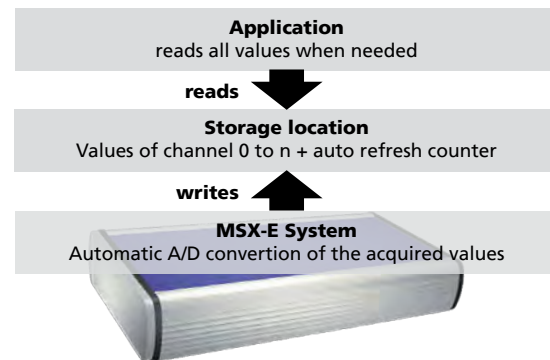 Application
reads all values when needed
reads
Storage location
Values of channel 0 to n + auto refresh counter
writes
MSX-E System
Automatic A/D convertion of the acquired values